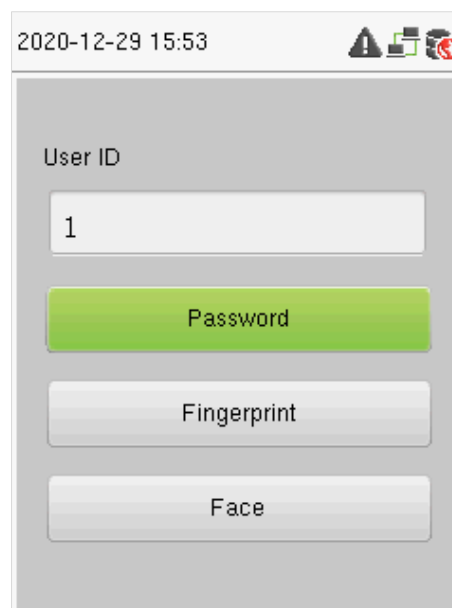 2020-12-29 15:53
User ID
1
Password
Fingerprint
Face